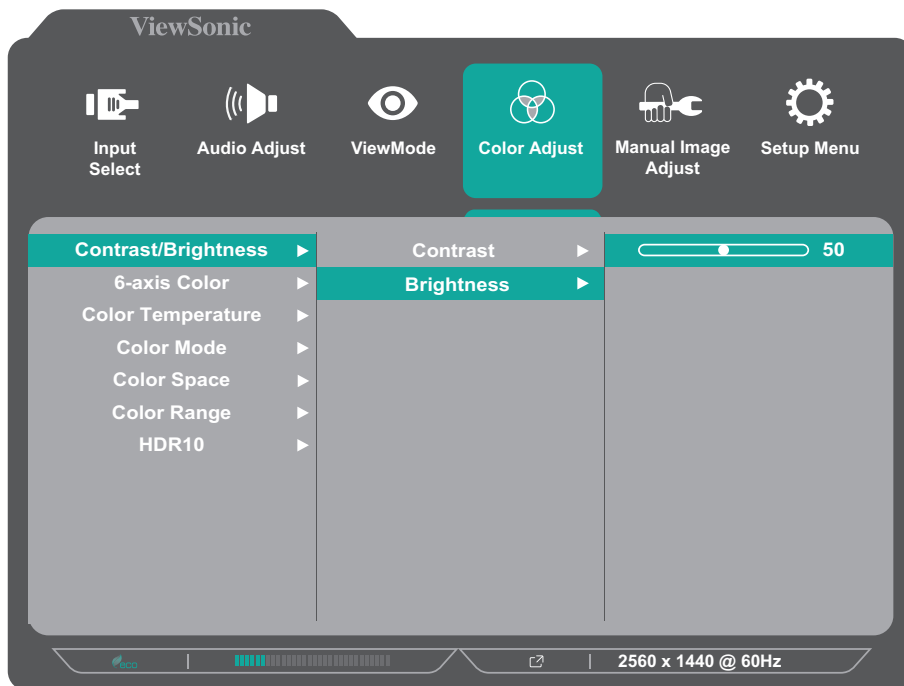 ViewSonic
Input Select
Audio Adjust
ViewMode
Color Adjust
Manual Image Adjust
Setup Menu
Contrast/Brightness
6-axis Color
Color Temperature
Color Mode
Color Space
Color Range
HDR10
Contrast
Brightness
50
eco
2560 x 1440 @ 60Hz